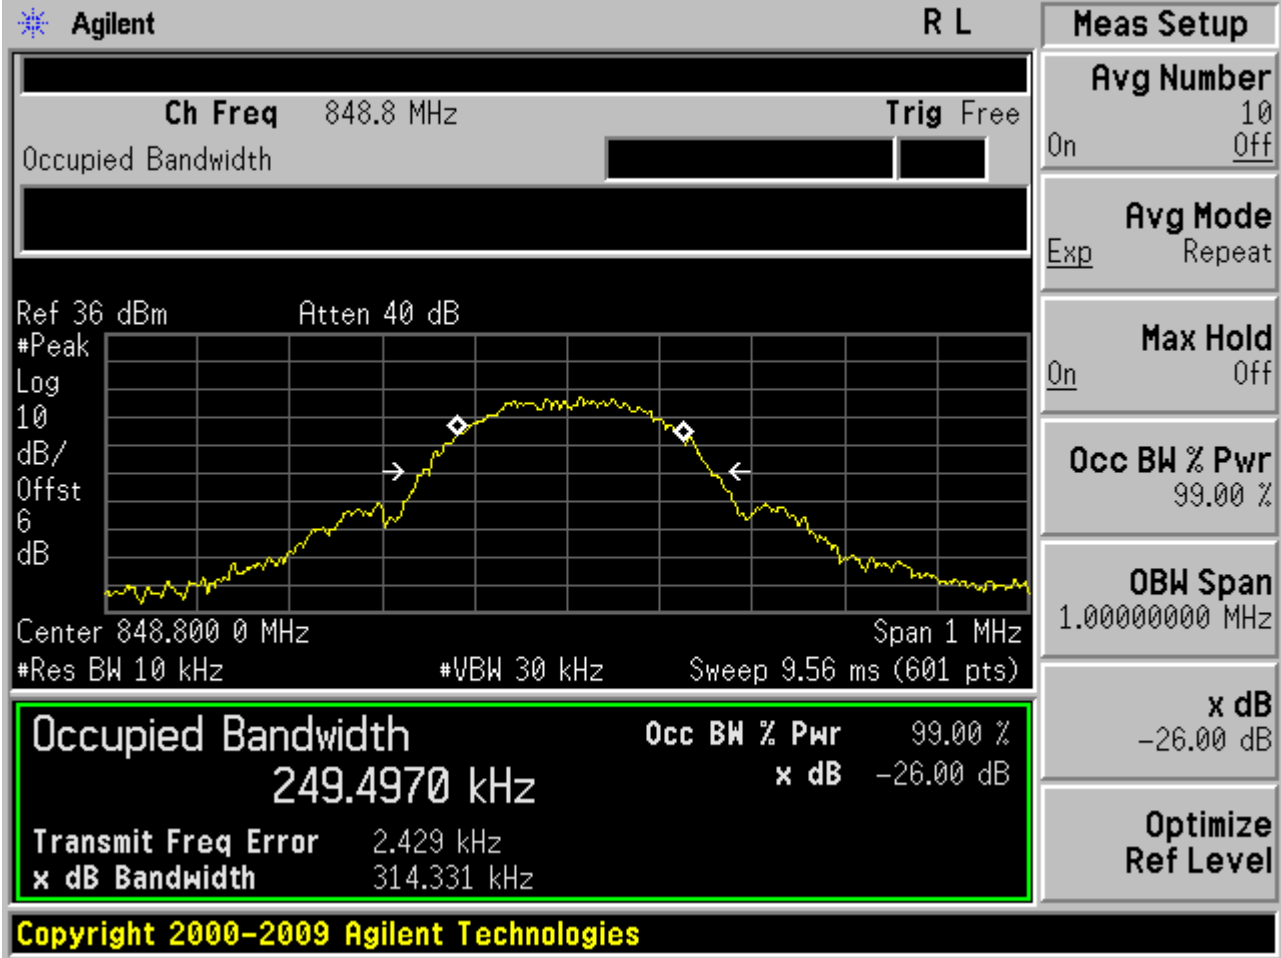 Agilent R L
Meas Setup
Ch Freq 848.8 MHz Trig Free
Occupied Bandwidth
Avg Number
10
On Off
Avg Mode
Exp Repeat
Max Hold
On Off
Occ BW % Pwr
99.00 %
OBW Span
1.00000000 MHz
x dB
-26.00 dB
Optimize
Ref Level
Ref 36 dBm Atten 40 dB
#Peak
Log
10
dB/
Offst
6
dB
Center 848.800 0 MHz Span 1 MHz
#Res BW 10 kHz #VBW 30 kHz Sweep 9.56 ms (601 pts)
Occupied Bandwidth Occ BW % Pwr 99.00 %
249.4970 kHz x dB -26.00 dB
Transmit Freq Error 2.429 kHz
x dB Bandwidth 314.331 kHz
Copyright 2000-2009 Agilent Technologies